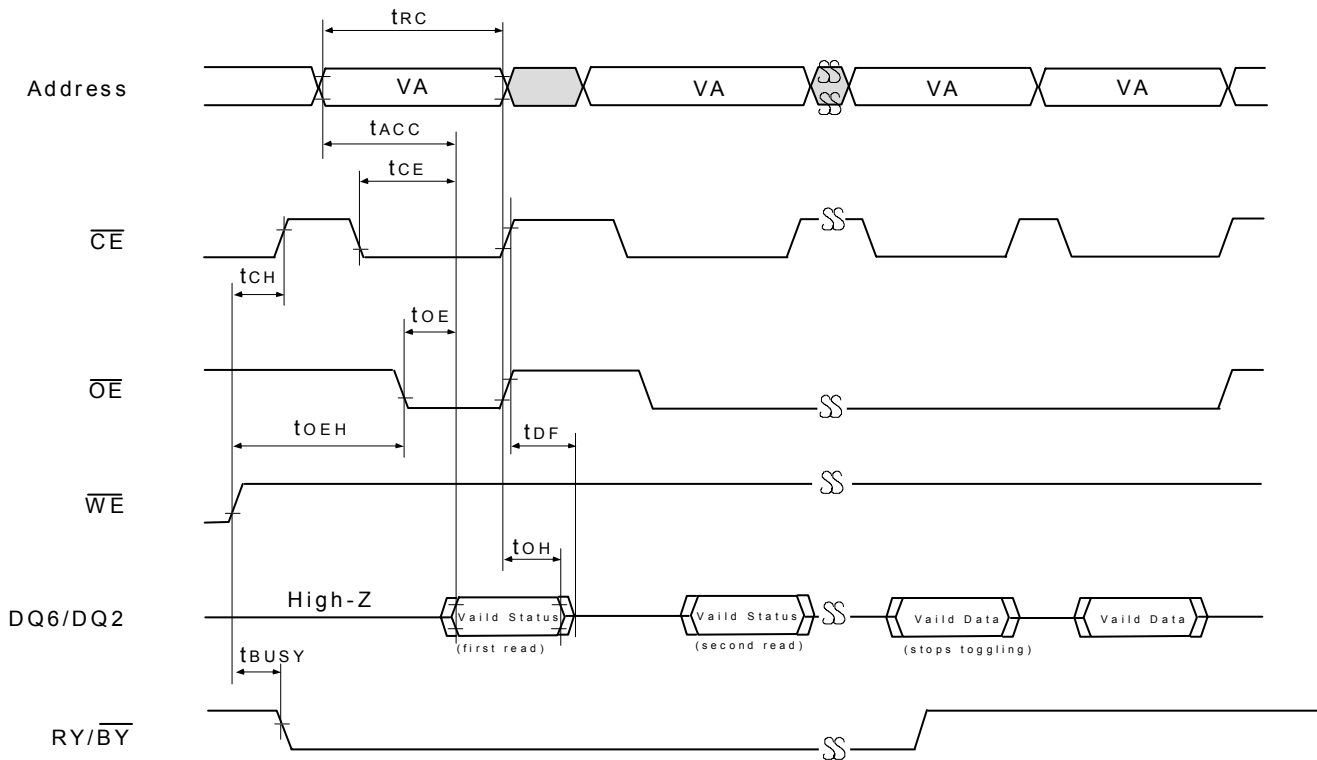 tRC
Address VA VA VA VA
tACC
tCE
CE
tCH
tOE
OE
tOEH tDF
WE
tOH
High-Z
DQ6/DQ2 Vaild Status Vaild Status Vaild Data Vaild Data
(first read) (second read) (stops toggling)
tBUSY
RY/BY